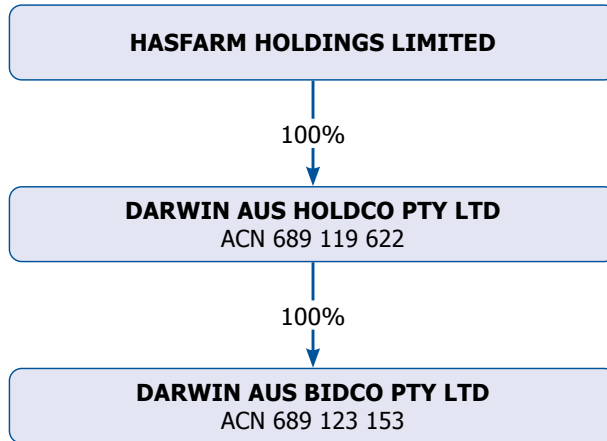 HASFARM HOLDINGS LIMITED
100%
DARWIN AUS HOLDCO PTY LTD
ACN 689 119 622
100%
DARWIN AUS BIDCO PTY LTD
ACN 689 123 153